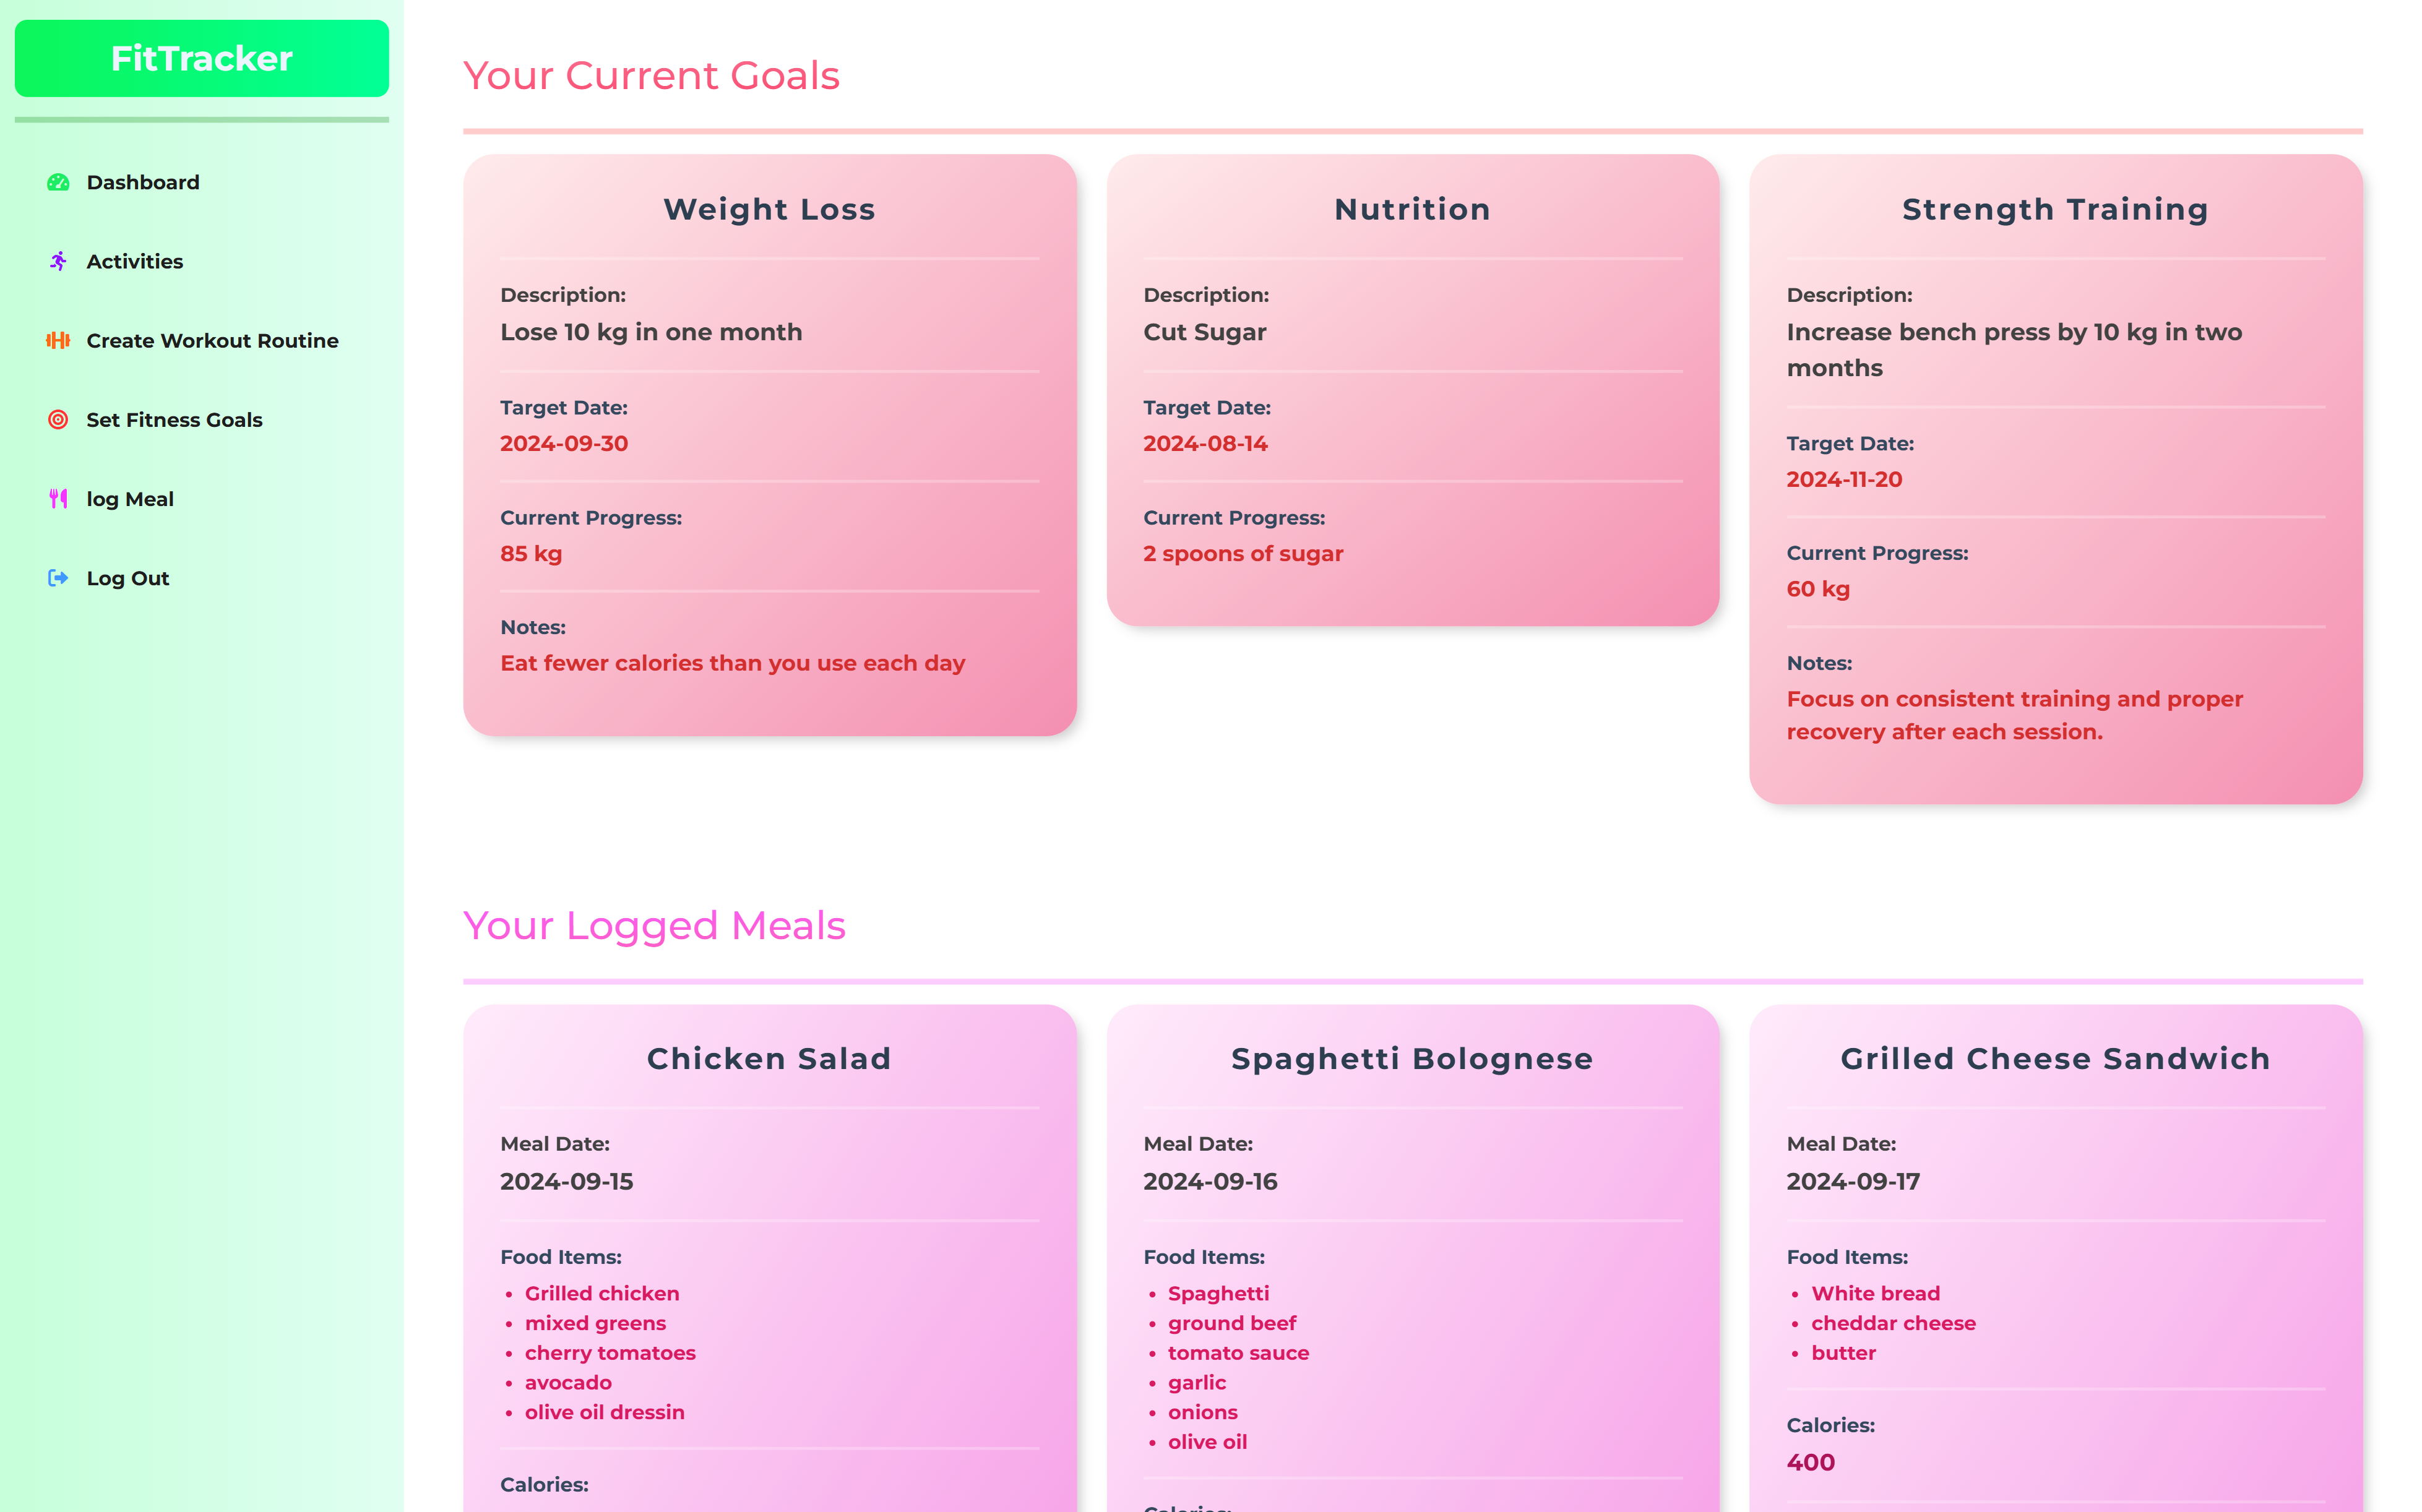 FitTracker
Dashboard
Activities
Create Workout Routine
Set Fitness Goals
log Meal
Log Out
Your Current Goals
Weight Loss
Description:
Lose 10 kg in one month
Target Date:
2024-09-30
Current Progress:
85 kg
Notes:
Eat fewer calories than you use each day
Nutrition
Description:
Cut Sugar
Target Date:
2024-08-14
Current Progress:
2 spoons of sugar
Strength Training
Description:
Increase bench press by 10 kg in two
months
Target Date:
2024-11-20
Current Progress:
60 kg
Notes:
Focus on consistent training and proper
recovery after each session.
Your Logged Meals
Chicken Salad
Meal Date:
2024-09-15
Food Items:
• Grilled chicken
• mixed greens
• cherry tomatoes
• avocado
• olive oil dressin
Calories:
Spaghetti Bolognese
Meal Date:
2024-09-16
Food Items:
• Spaghetti
• ground beef
• tomato sauce
• garlic
• onions
• olive oil
Calories:
Grilled Cheese Sandwich
Meal Date:
2024-09-17
Food Items:
• White bread
• cheddar cheese
• butter
Calories:
400